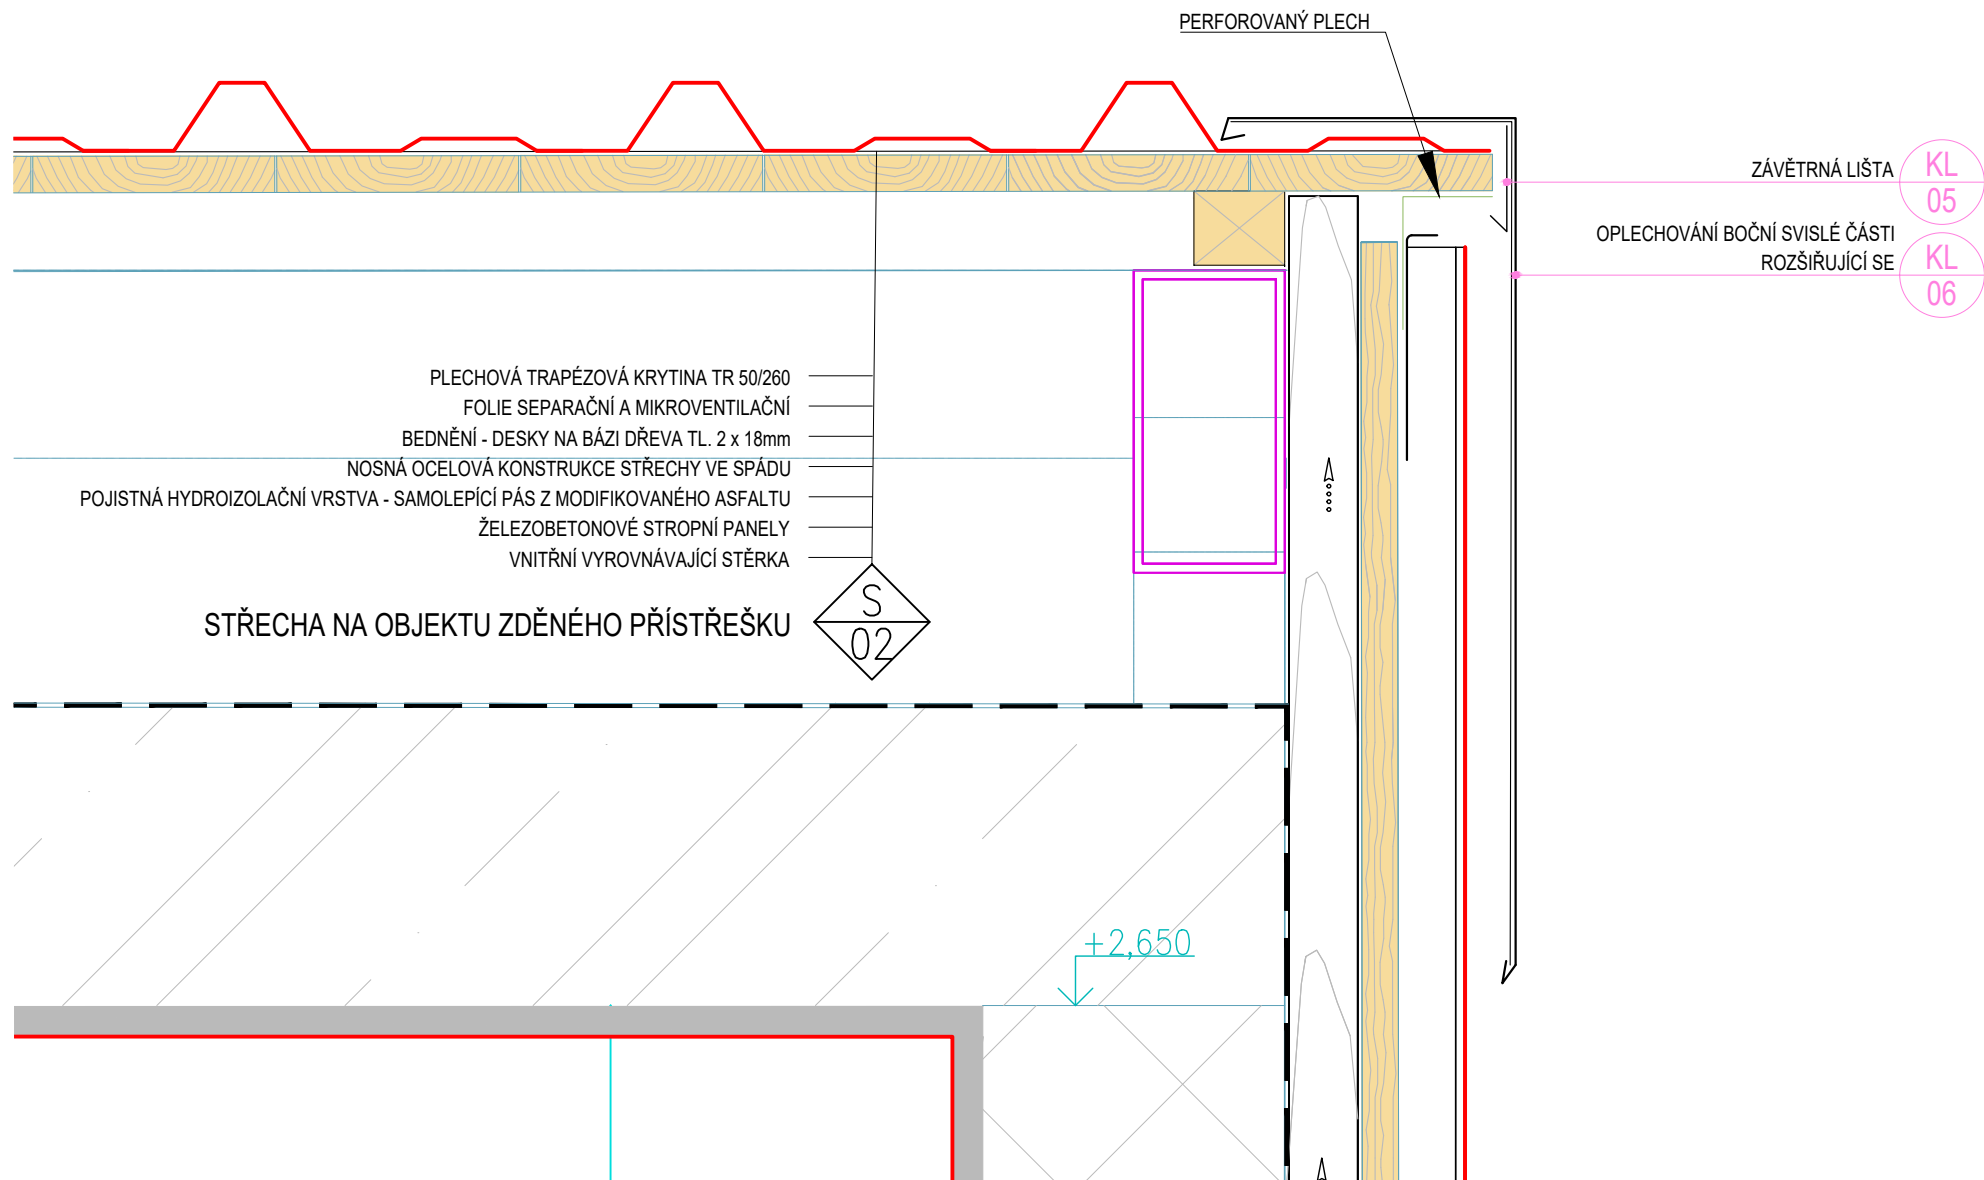 PERFOROVANÝ PLECH
ZÁVĚTRNÁ LIŠTA
KL
05
OPLECHOVÁNÍ BOČNÍ SVISLÉ ČÁSTI
ROZŠIŘUJÍCÍ SE
KL
06
PLECHOVÁ TRAPÉZOVÁ KRYTINA TR 50/260
FOLIE SEPARAČNÍ A MIKROVENTILAČNÍ
BEDNĚNÍ - DESKY NA BÁZI DŘEVA TL. 2 x 18mm
NOSNÁ OCELOVÁ KONSTRUKCE STŘECHY VE SPÁDU
POJISTNÁ HYDROIZOLAČNÍ VRSTVA - SAMOLEPÍCÍ PÁS Z MODIFIKOVANÉHO ASFALTU
ŽELEZOBETONOVÉ STROPNÍ PANELY
VNITŘNÍ VYROVNÁVAJÍCÍ STĚRKA
STŘECHA NA OBJEKTU ZDĚNÉHO PŘÍSTŘEŠKU
S
02
+2,650